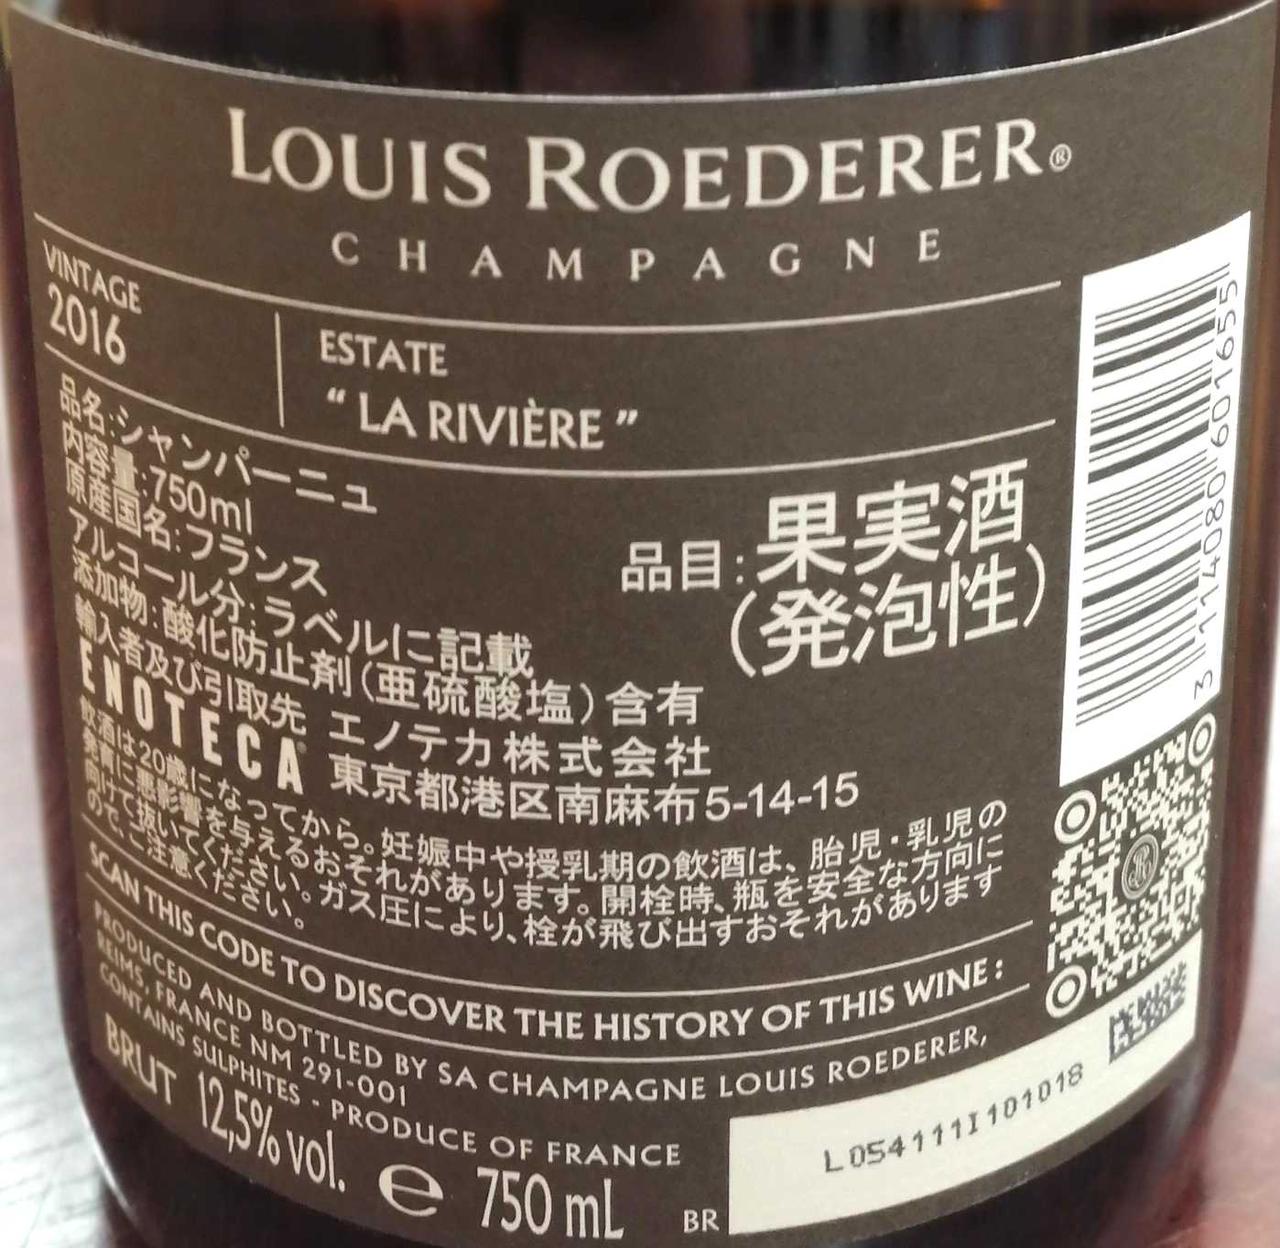 LOUIS ROEDERER®
CHAMPAGNE
VINTAGE
2016
ESTATE
“ LA RIVIÈRE ”
品名:シャンパーニュ
内容量:750ml
原産国名:フランス
アルコール分:ラベルに記載
添加物:酸化防止剤(亜硫酸塩)含有
輸入者及び引取先 エノテカ株式会社
ENOTECA 東京都港区南麻布5-14-15
品目:果実酒
(発泡性)
飲酒は20歳になってから。妊娠中や授乳期の飲酒は、胎児・乳児の
発育に悪影響を与えるおそれがあります。開栓時、瓶を安全な方向に
向けて抜いてください。ガス圧により、栓が飛び出すおそれがあります
ので、ご注意ください。
SCAN THIS CODE TO DISCOVER THE HISTORY OF THIS WINE :
PRODUCED AND BOTTLED BY SA CHAMPAGNE LOUIS ROEDERER,
REIMS, FRANCE NM 291-001
CONTAINS SULPHITES - PRODUCE OF FRANCE
BRUT 12,5% vol. e 750 mL BR
L054111I101018
3 114080 601655